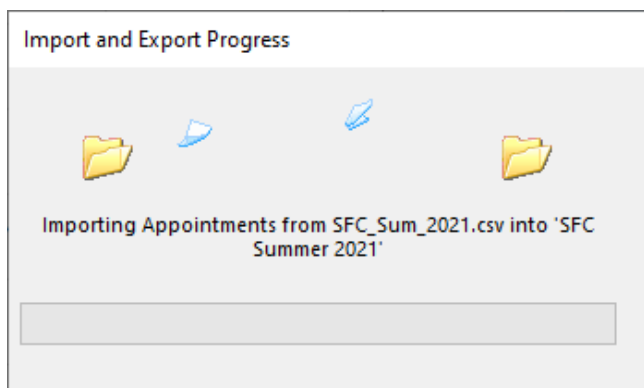 Import and Export Progress
Importing Appointments from SFC_Sum_2021.csv into 'SFC
Summer 2021'